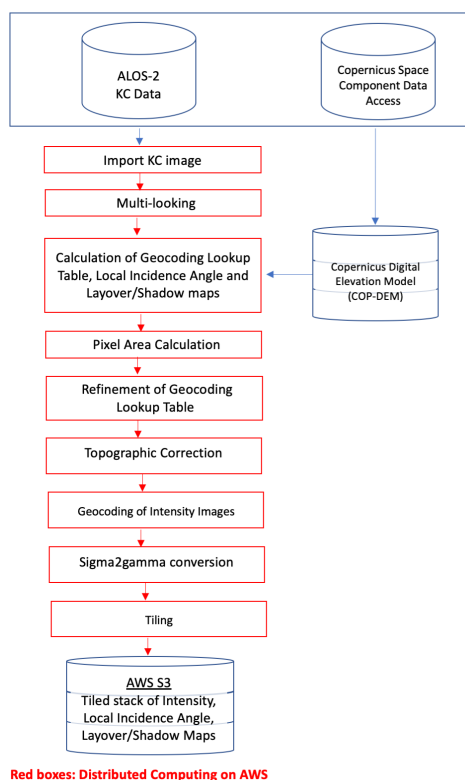 ALOS-2
KC Data
Copernicus Space
Component Data
Access
Import KC image
Multi-looking
Calculation of Geocoding Lookup
Table, Local Incidence Angle and
Layover/Shadow maps
Copernicus Digital
Elevation Model
(COP-DEM)
Pixel Area Calculation
Refinement of Geocoding
Lookup Table
Topographic Correction
Geocoding of Intensity Images
Sigma2gamma conversion
Tiling
AWS S3
Tiled stack of Intensity,
Local Incidence Angle,
Layover/Shadow Maps
Red boxes: Distributed Computing on AWS